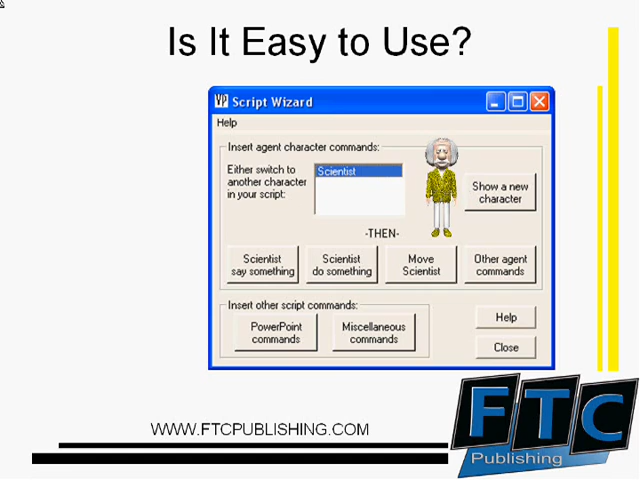 Is It Easy to Use?
VP Script Wizard
Help
Insert agent character commands:
Either switch to
another character
in your script:
Scientist
Show a new
character
-THEN-
Scientist
say something
Scientist
do something
Move
Scientist
Other agent
commands
Insert other script commands:
PowerPoint
commands
Miscellaneous
commands
Help
Close
WWW.FTCPUBLISHING.COM
FTC
Publishing